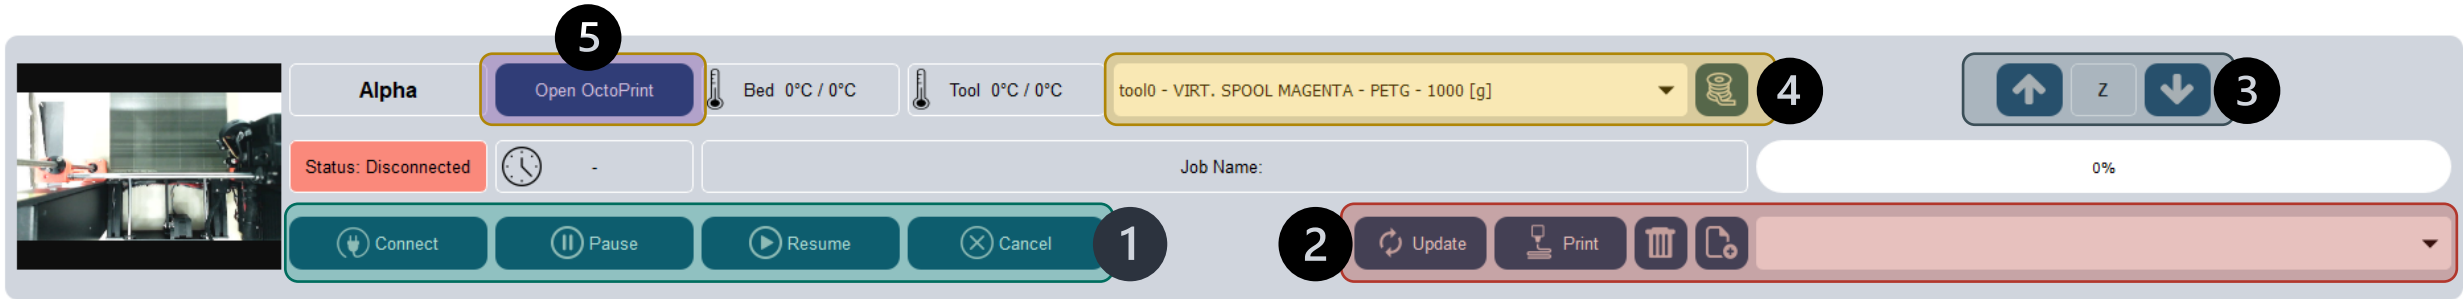 5
Alpha
Open OctoPrint
Bed 0°C / 0°C
Tool 0°C / 0°C
tool0 - VIRT. SPOOL MAGENTA - PETG - 1000 [g]
4
Z
3
Status: Disconnected
-
Job Name:
0%
Connect
Pause
Resume
Cancel
1
2
Update
Print